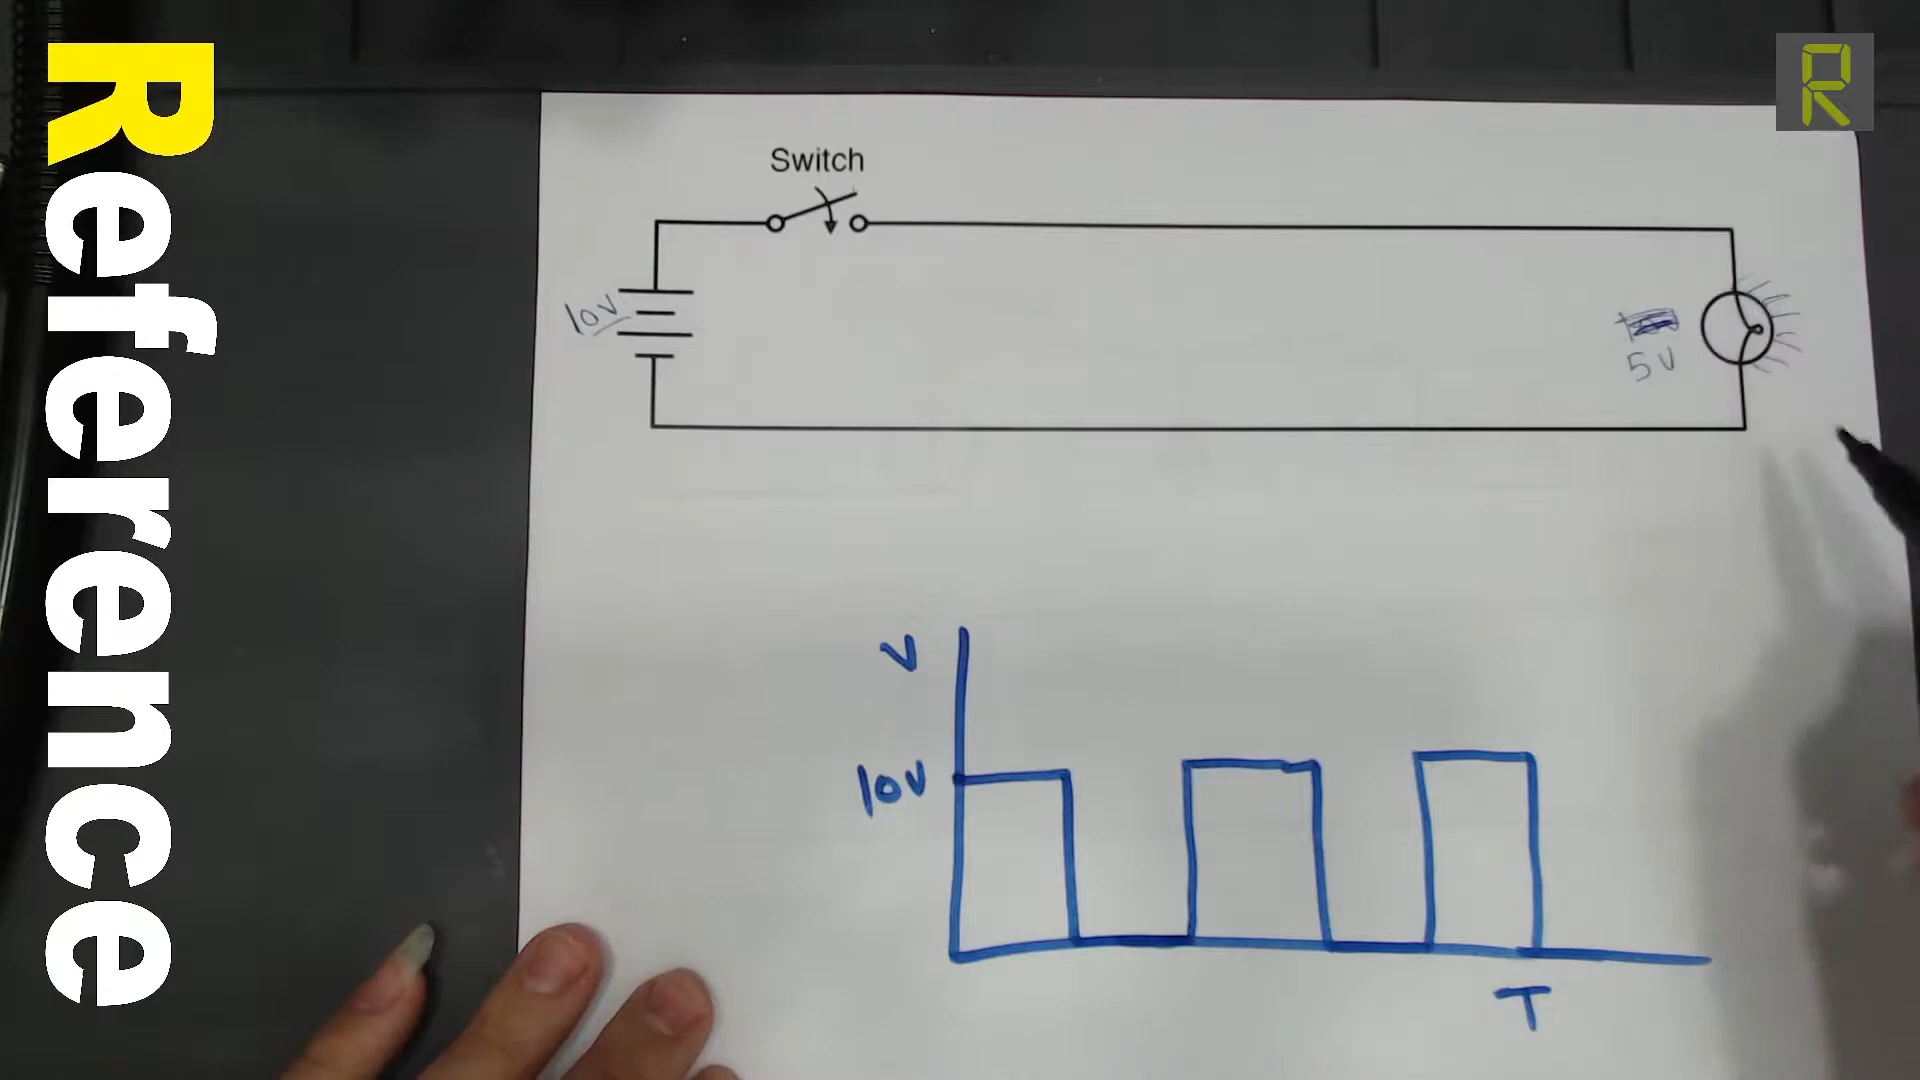 Reference
R
Switch
10V
5V
V
10V
T